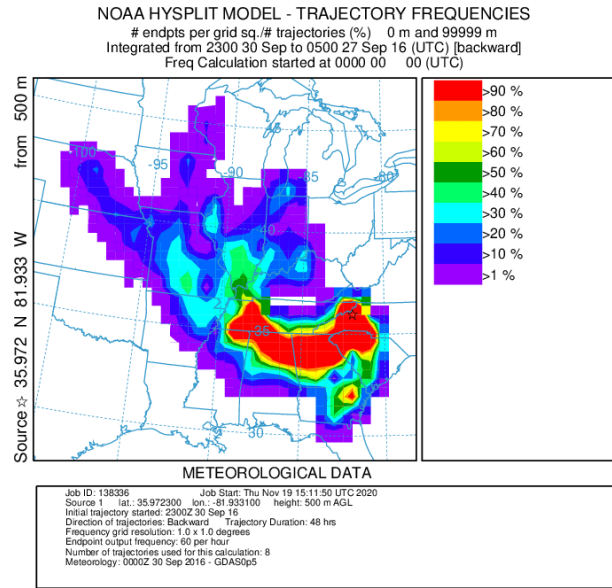 NOAA HYSPLIT MODEL - TRAJECTORY FREQUENCIES
# endpts per grid sq./# trajectories (%) 0 m and 99999 m
Integrated from 2300 30 Sep to 0500 27 Sep 16 (UTC) [backward]
Freq Calculation started at 0000 00 00 (UTC)
Source ☆ 35.972 N 81.933 W from 500 m
-100
-95
-90
-85
-80
45
40
35
30
>90 %
>80 %
>70 %
>60 %
>50 %
>40 %
>30 %
>20 %
>10 %
>1 %
METEOROLOGICAL DATA
Job ID: 138336 Job Start: Thu Nov 19 15:11:50 UTC 2020
Source 1 lat.: 35.972300 lon.: -81.933100 height: 500 m AGL
Initial trajectory started: 2300Z 30 Sep 16
Direction of trajectories: Backward Trajectory Duration: 48 hrs
Frequency grid resolution: 1.0 x 1.0 degrees
Endpoint output frequency: 60 per hour
Number of trajectories used for this calculation: 8
Meteorology: 0000Z 30 Sep 2016 - GDAS0p5